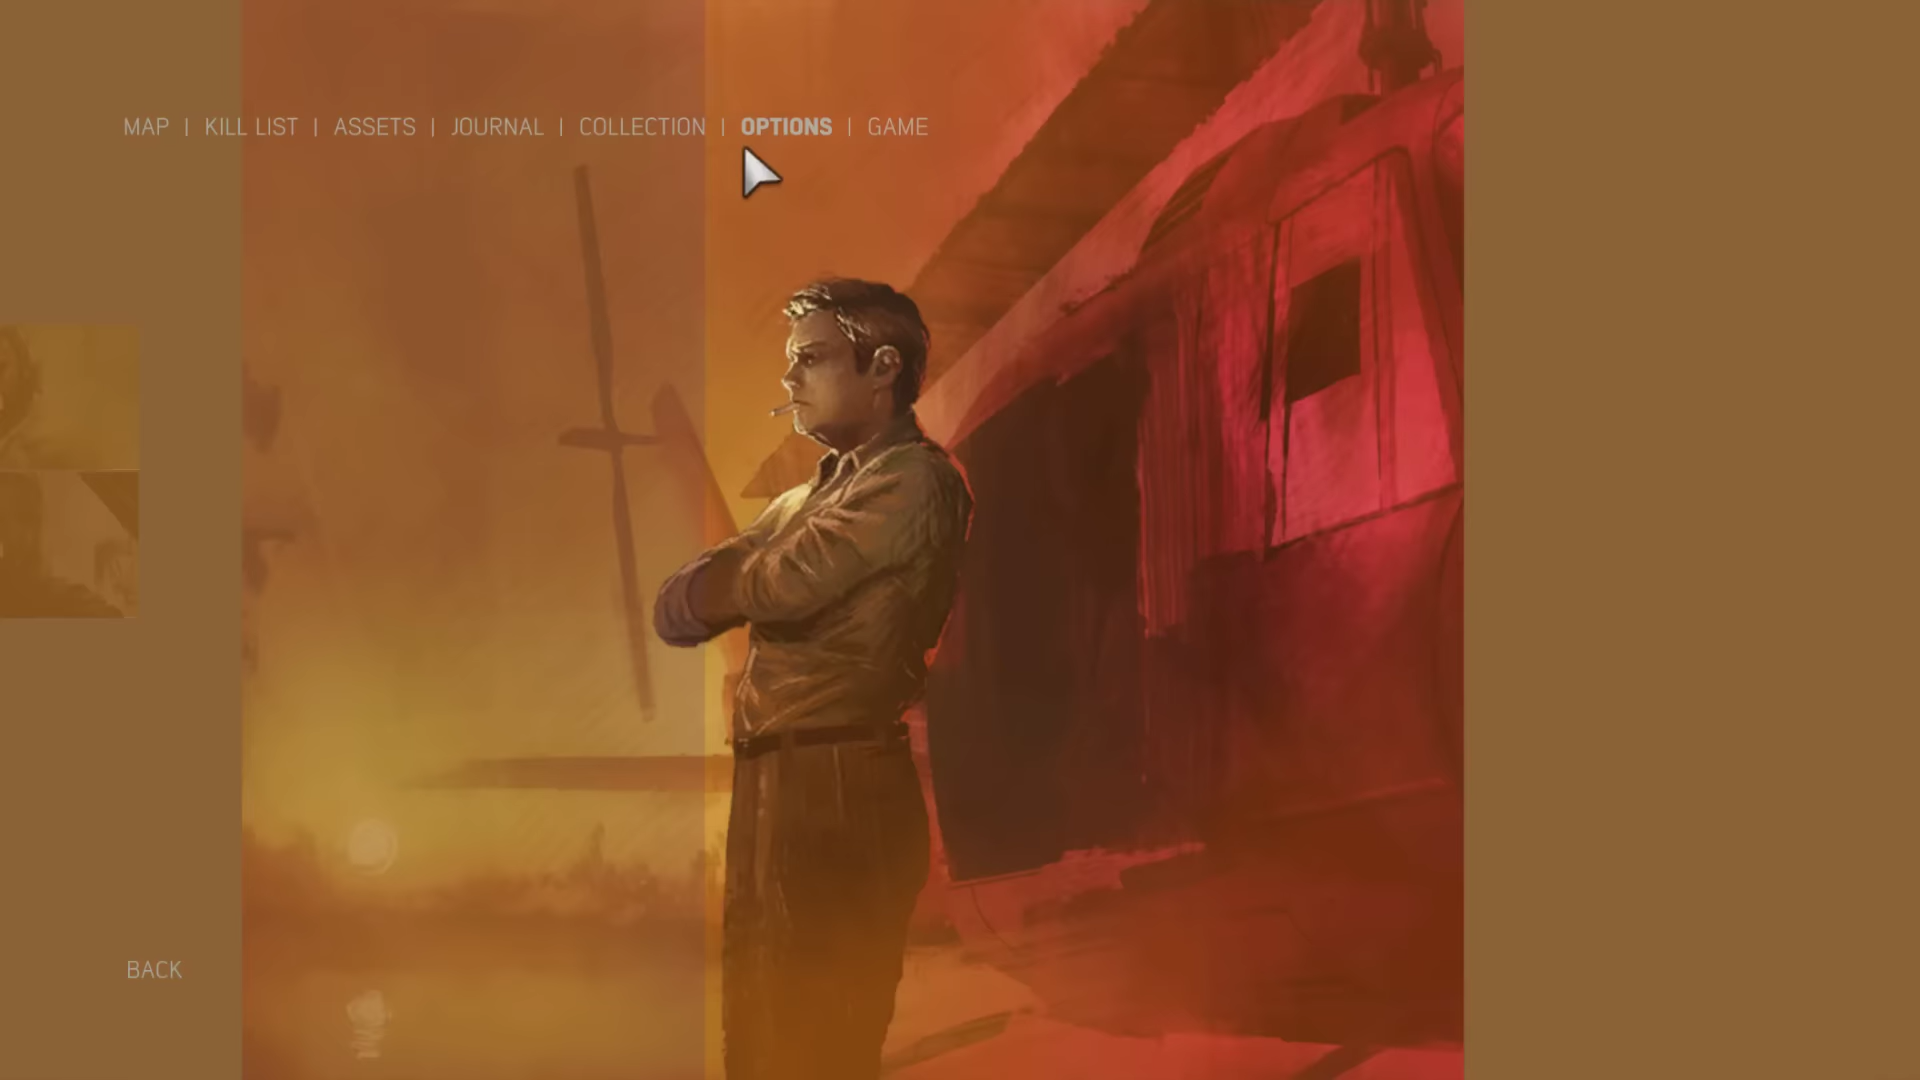 MAP | KILL LIST | ASSETS | JOURNAL | COLLECTION | OPTIONS | GAME
BACK